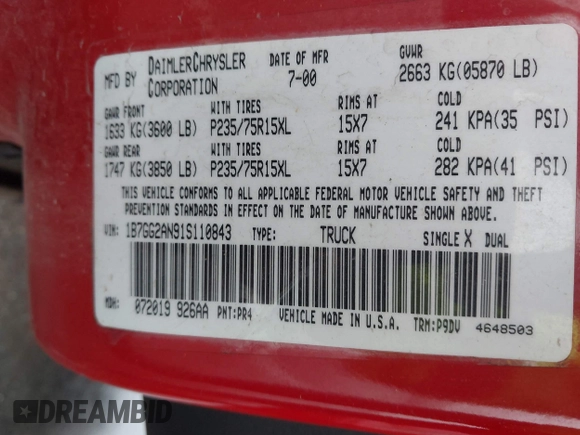 MFD BY DAIMLERCHRYSLER CORPORATION DATE OF MFR 7-00 GVWR 2663 KG(05870 LB)
GAWR FRONT WITH TIRES RIMS AT COLD
1633 KG(3600 LB) P235/75R15XL 15X7 241 KPA(35 PSI)
GAWR REAR WITH TIRES RIMS AT COLD
1747 KG(3850 LB) P235/75R15XL 15X7 282 KPA(41 PSI)
THIS VEHICLE CONFORMS TO ALL APPLICABLE FEDERAL MOTOR VEHICLE SAFETY AND THEFT
PREVENTION STANDARDS IN EFFECT ON THE DATE OF MANUFACTURE SHOWN ABOVE.
VIN: 1B7GG2AN91S110843 TYPE: TRUCK SINGLE X DUAL
MDH: 072019 926AA PNT:PR4 VEHICLE MADE IN U.S.A. TRM:P9DV 4648503
DREAMBID